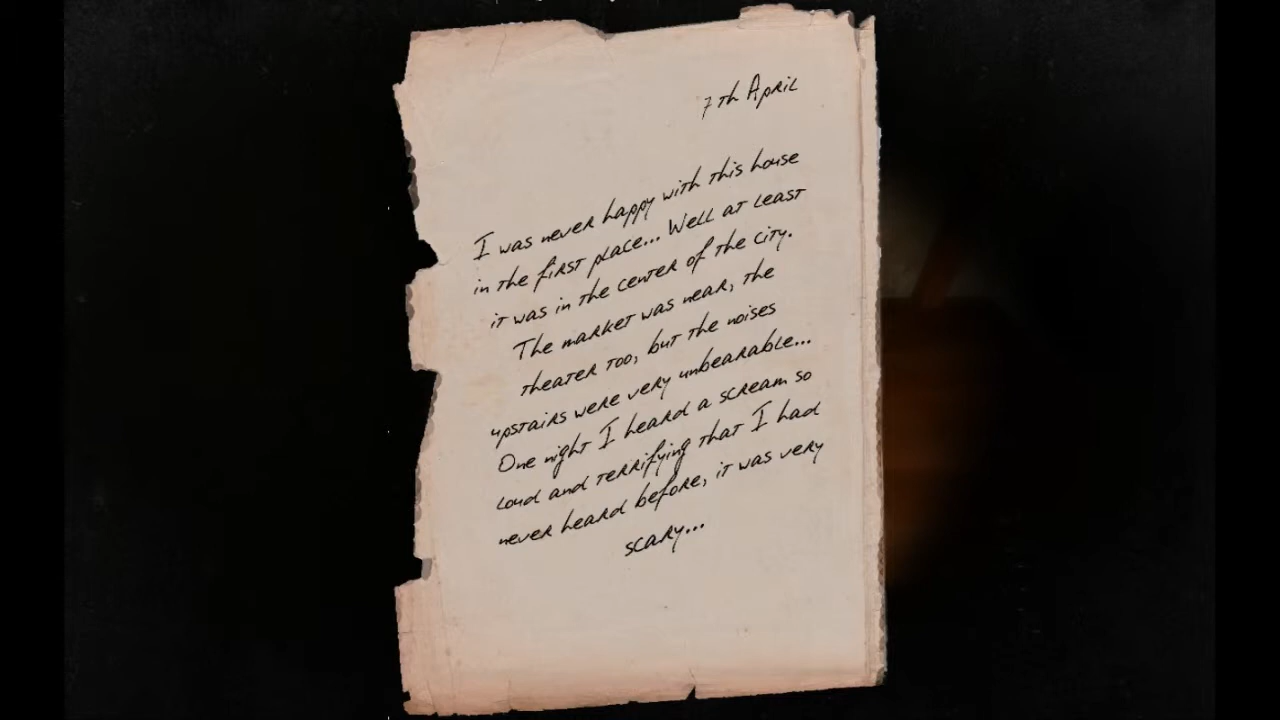 7th April
I was never happy with this house
in the first place... Well at least
it was in the center of the city.
The market was near, the
theater too, but the noises
upstairs were very unbearable...
One night I heard a scream so
loud and terrifying that I had
never heard before, it was very
scary...